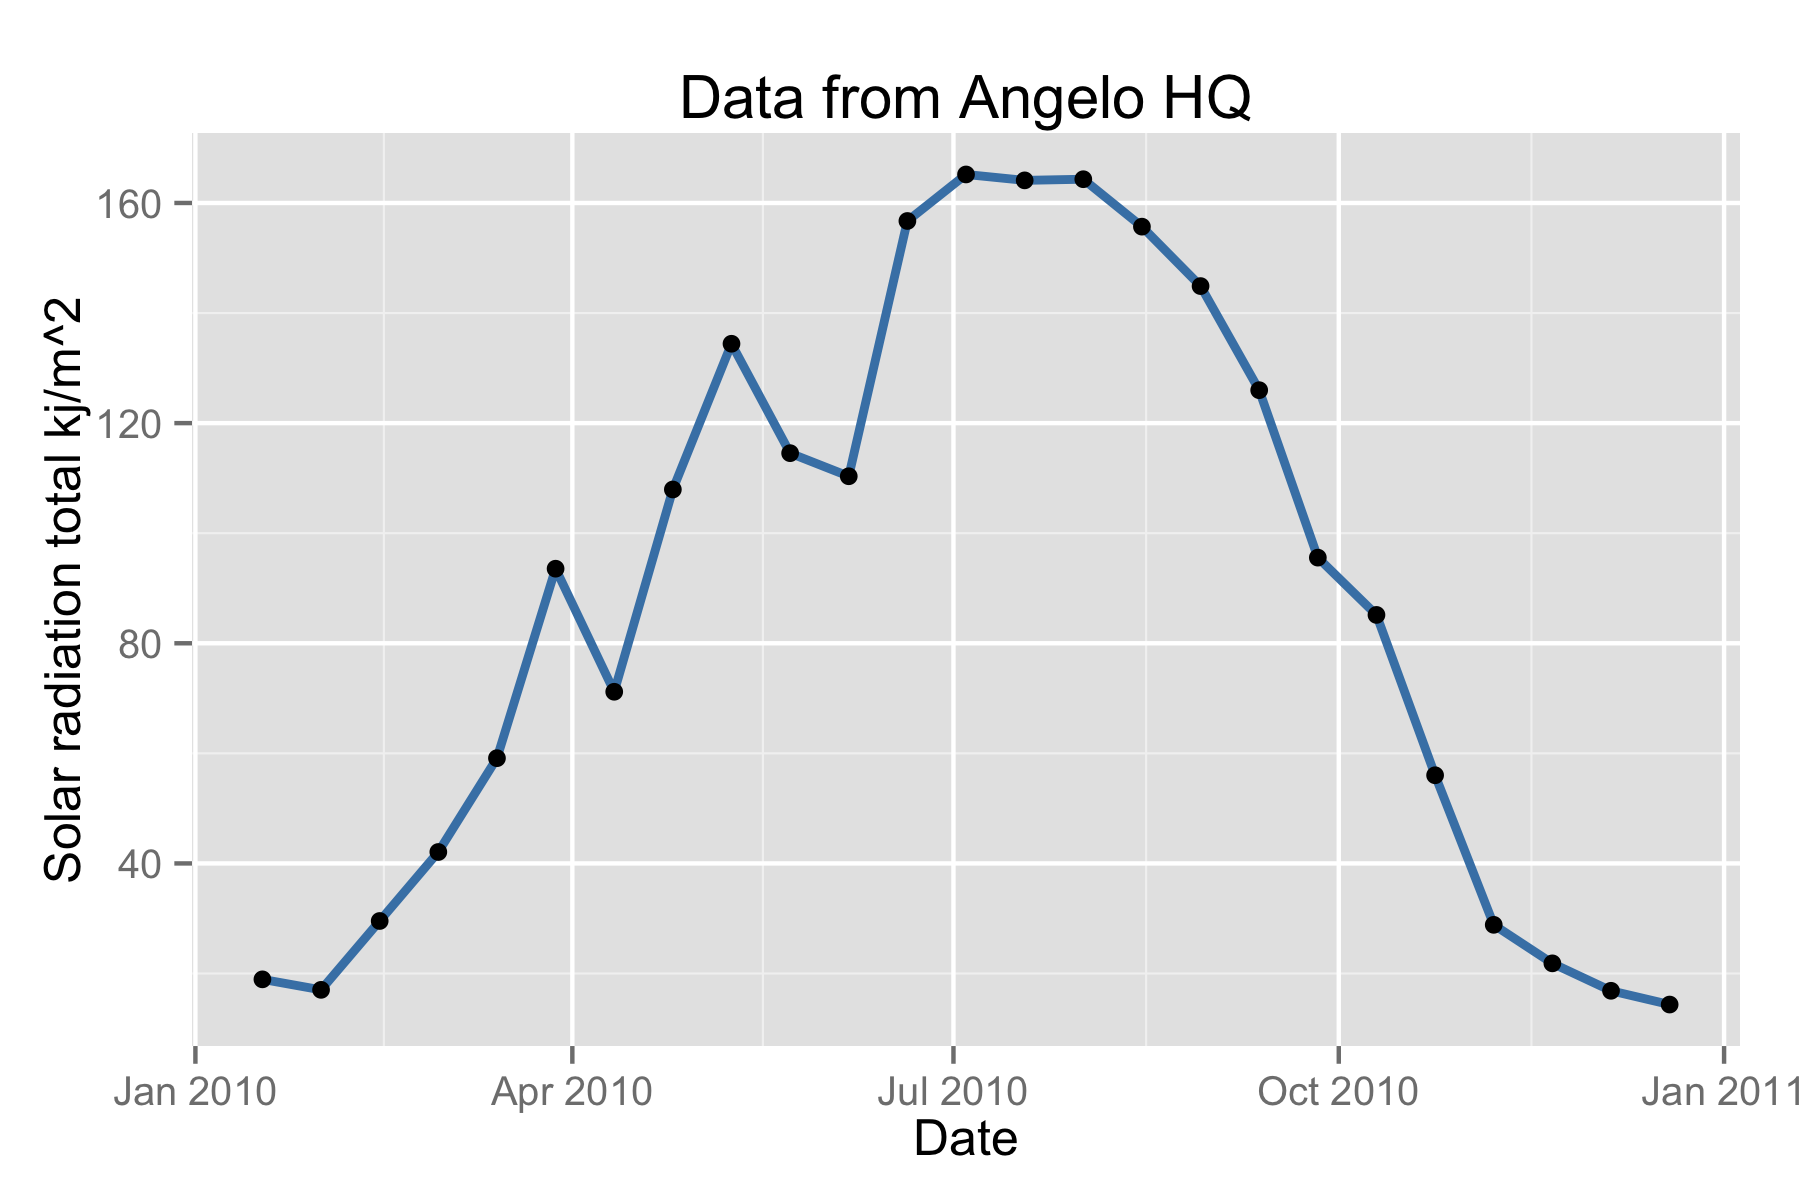 Data from Angelo HQ
Solar radiation total kj/m^2
160
120
80
40
Jan 2010
Apr 2010
Jul 2010
Oct 2010
Jan 2011
Date